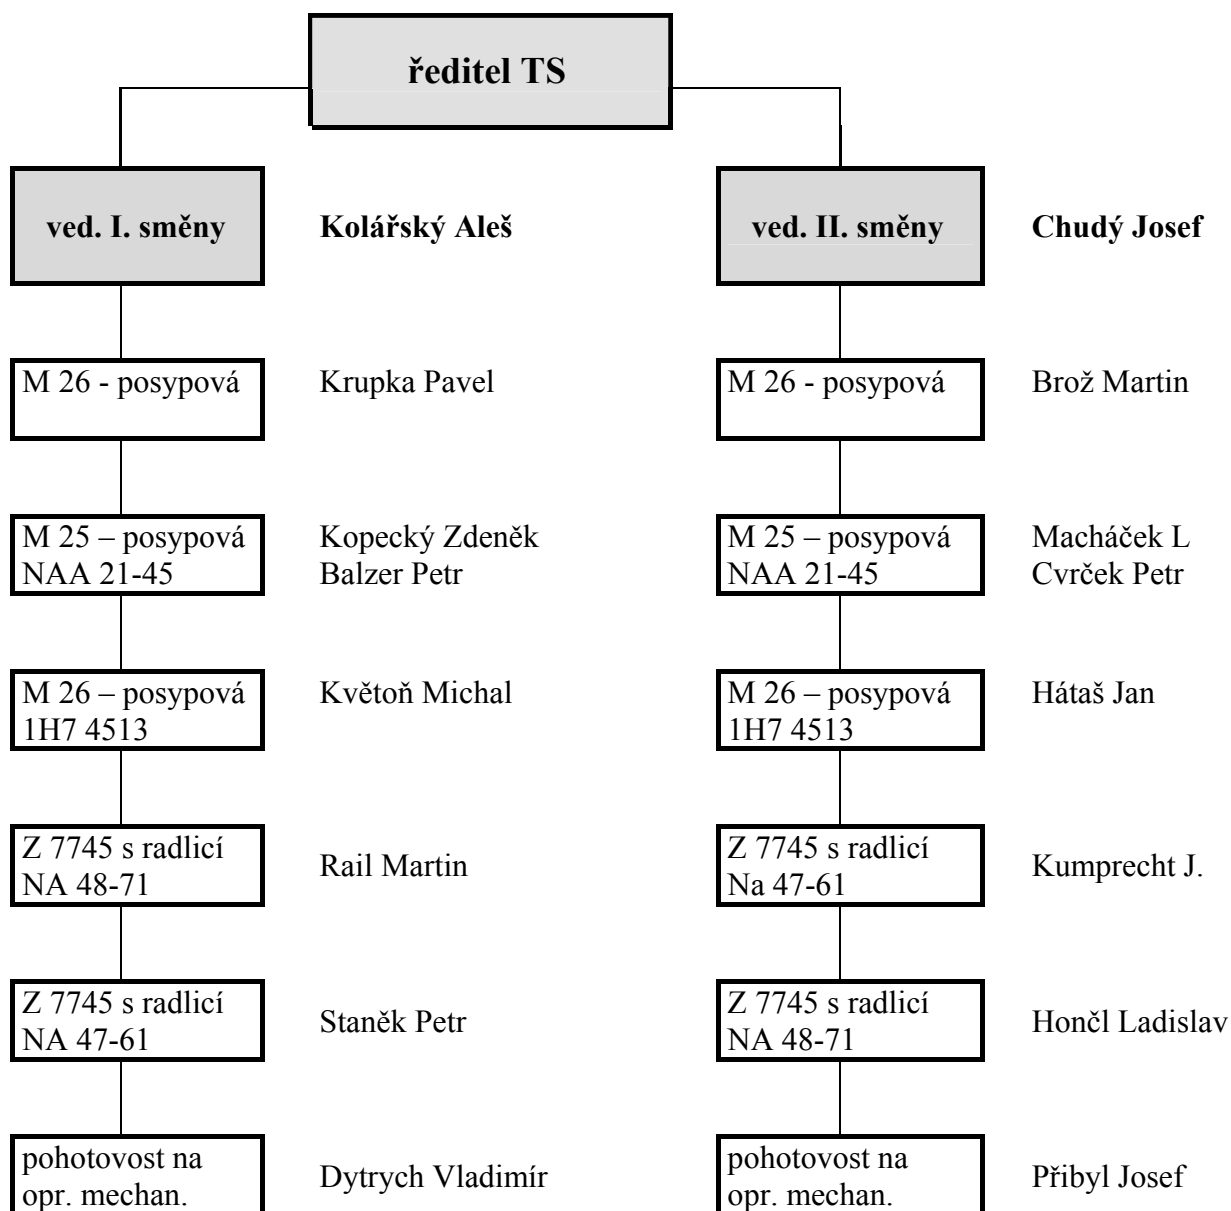 ředitel TS
ved. I. směny
Kolářský Aleš
ved. II. směny
Chudý Josef
M 26 - posypová
Krupka Pavel
M 26 - posypová
Brož Martin
M 25 – posypová
NAA 21-45
Kopecký Zdeněk
Balzer Petr
M 25 – posypová
NAA 21-45
Macháček L
Cvrček Petr
M 26 – posypová
1H7 4513
Květoň Michal
M 26 – posypová
1H7 4513
Hátaš Jan
Z 7745 s radlicí
NA 48-71
Rail Martin
Z 7745 s radlicí
Na 47-61
Kumprecht J.
Z 7745 s radlicí
NA 47-61
Staněk Petr
Z 7745 s radlicí
NA 48-71
Hončl Ladislav
pohotovost na
opr. mechan.
Dytrych Vladimír
pohotovost na
opr. mechan.
Přibyl Josef